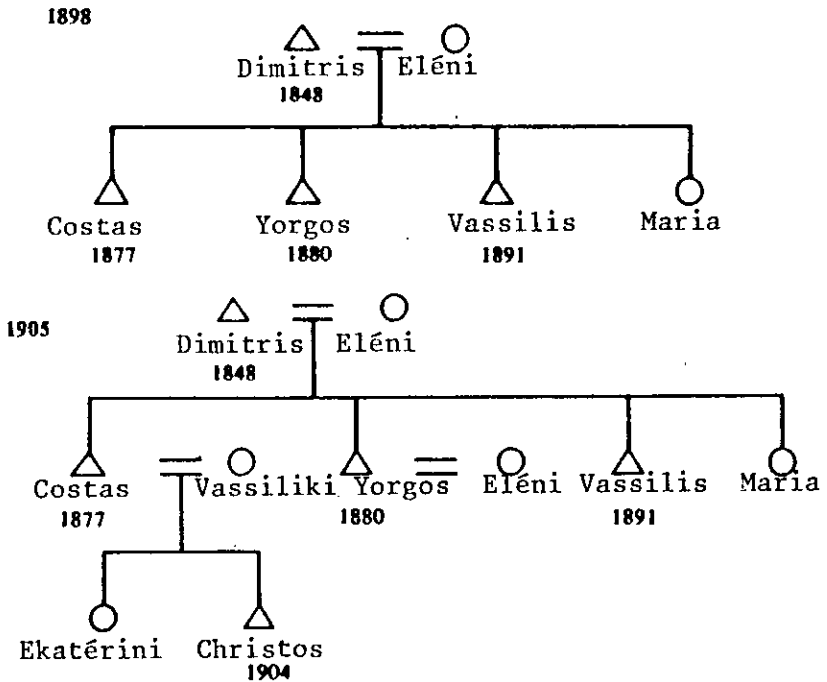 1898
Dimitris Eléni
1848
Costas Yorgos Vassilis Maria
1877 1880 1891
1905
Dimitris Eléni
1848
Costas Vassiliki Yorgos Eléni Vassilis Maria
1877 1880 1891
Ekatérini Christos
1904